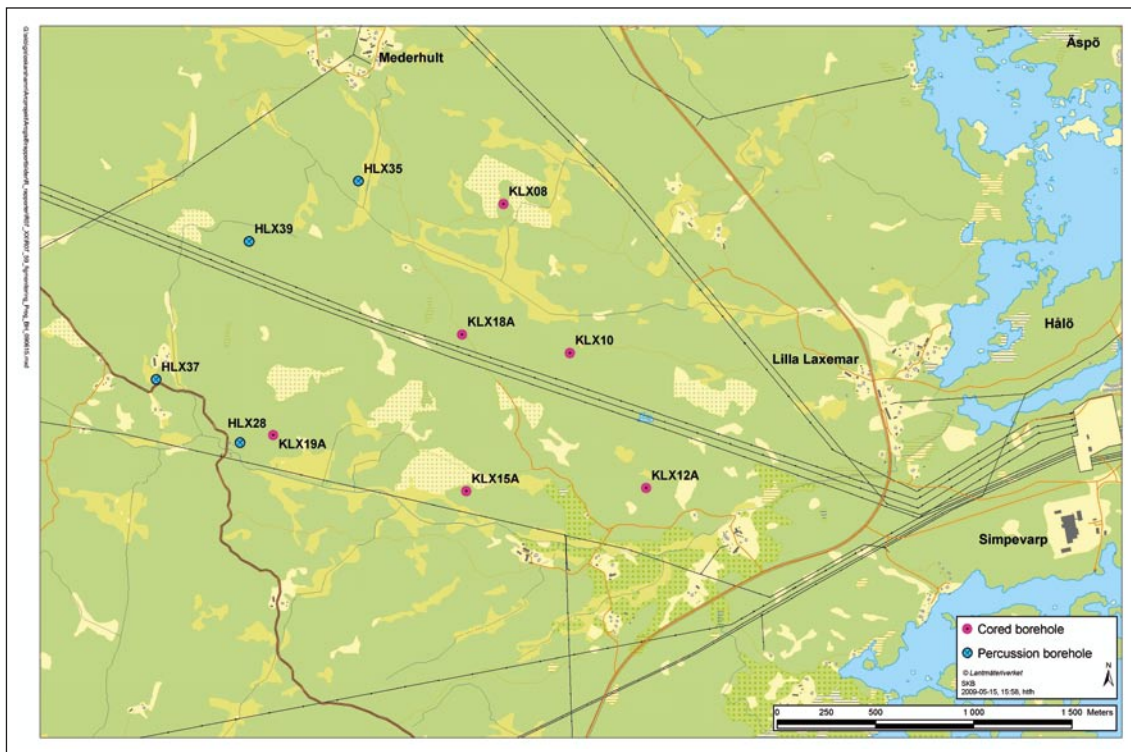 Äspö
Mederhult
HLX35
KLX08
HLX39
KLX18A
KLX10
Hålö
Lilla Laxemar
HLX37
HLX28
KLX19A
KLX15A
KLX12A
Simpevarp
Cored borehole
Percussion borehole
© Lantmäteriverket
N
SKB
2009-05-15, 15:58, htfh
0 250 500 1 000 1 500 Meters